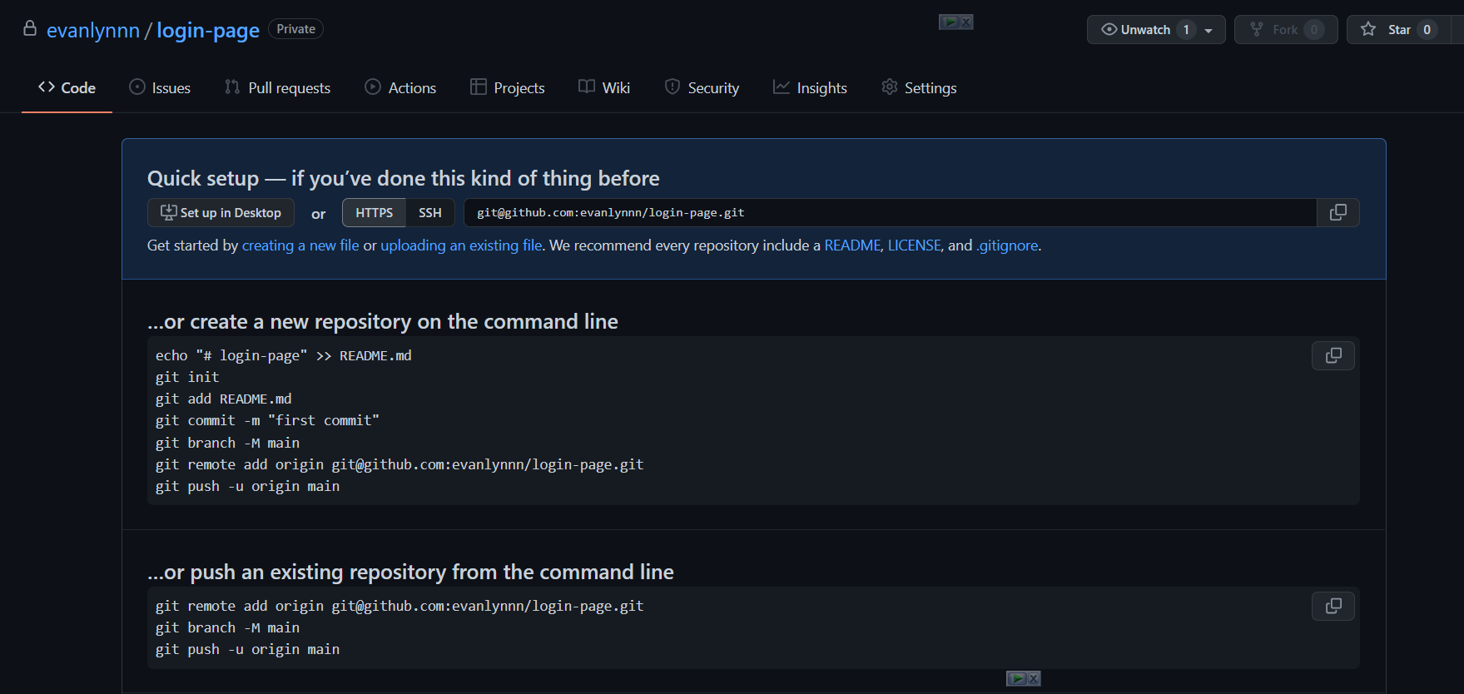 evanlynnn / login-page Private
Unwatch 1 Fork 0 Star 0
Code Issues Pull requests Actions Projects Wiki Security Insights Settings
Quick setup — if you’ve done this kind of thing before
Set up in Desktop or HTTPS SSH git@github.com:evanlynnn/login-page.git
Get started by creating a new file or uploading an existing file. We recommend every repository include a README, LICENSE, and .gitignore.
…or create a new repository on the command line
echo "# login-page" >> README.md
git init
git add README.md
git commit -m "first commit"
git branch -M main
git remote add origin git@github.com:evanlynnn/login-page.git
git push -u origin main
…or push an existing repository from the command line
git remote add origin git@github.com:evanlynnn/login-page.git
git branch -M main
git push -u origin main